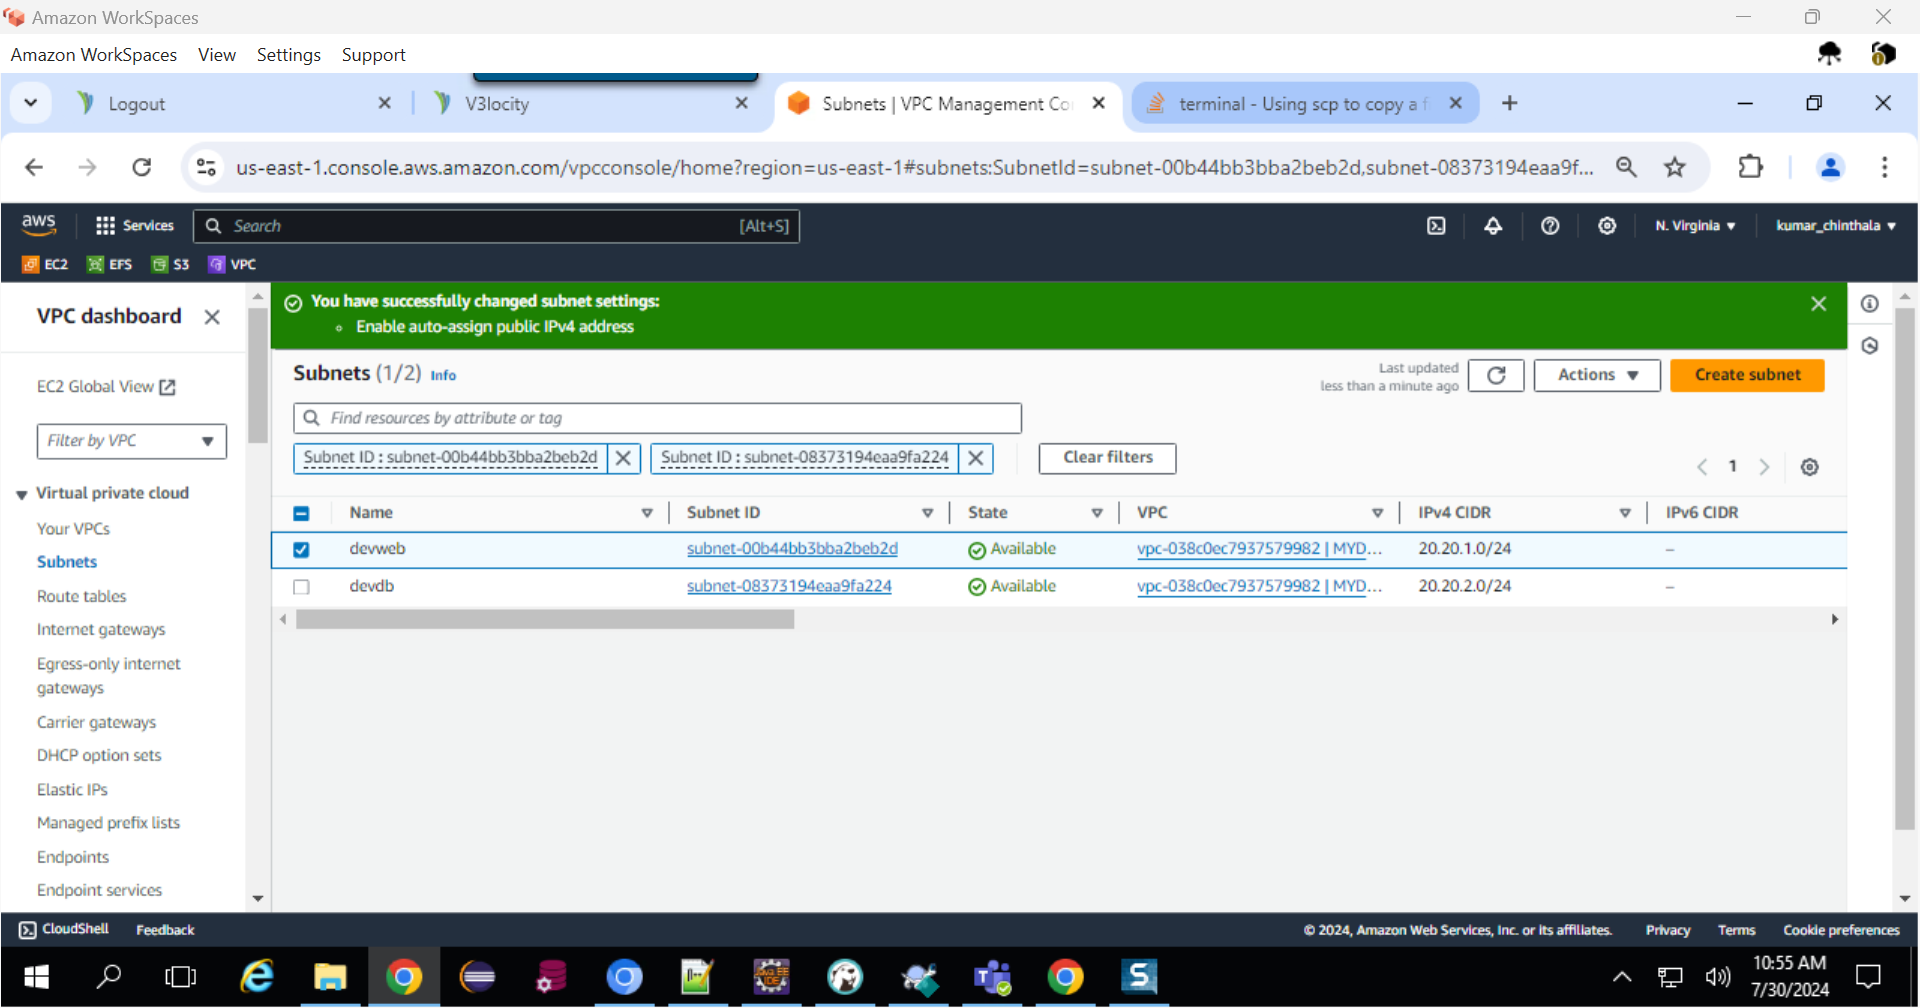 Amazon WorkSpaces
Amazon WorkSpaces View Settings Support
Logout
V3locity
Subnets | VPC Management Co
terminal - Using scp to copy a f
us-east-1.console.aws.amazon.com/vpcconsole/home?region=us-east-1#subnets:SubnetId=subnet-00b44bb3bba2beb2d,subnet-08373194eaa9f...
aws
Services
Search [Alt+S]
N. Virginia
kumar_chinthala
EC2 EFS S3 VPC
VPC dashboard
You have successfully changed subnet settings:
Enable auto-assign public IPv4 address
EC2 Global View
Filter by VPC
Virtual private cloud
Your VPCs
Subnets
Route tables
Internet gateways
Egress-only internet
gateways
Carrier gateways
DHCP option sets
Elastic IPs
Managed prefix lists
Endpoints
Endpoint services
Subnets (1/2) Info
Last updated
less than a minute ago
Actions
Create subnet
Find resources by attribute or tag
Subnet ID : subnet-00b44bb3bba2beb2d
Subnet ID : subnet-08373194eaa9fa224
Clear filters
1
Name Subnet ID State VPC IPv4 CIDR IPv6 CIDR
devweb subnet-00b44bb3bba2beb2d Available vpc-038c0ec7937579982 | MYD... 20.20.1.0/24 –
devdb subnet-08373194eaa9fa224 Available vpc-038c0ec7937579982 | MYD... 20.20.2.0/24 –
CloudShell Feedback
© 2024, Amazon Web Services, Inc. or its affiliates. Privacy Terms Cookie preferences
10:55 AM
7/30/2024